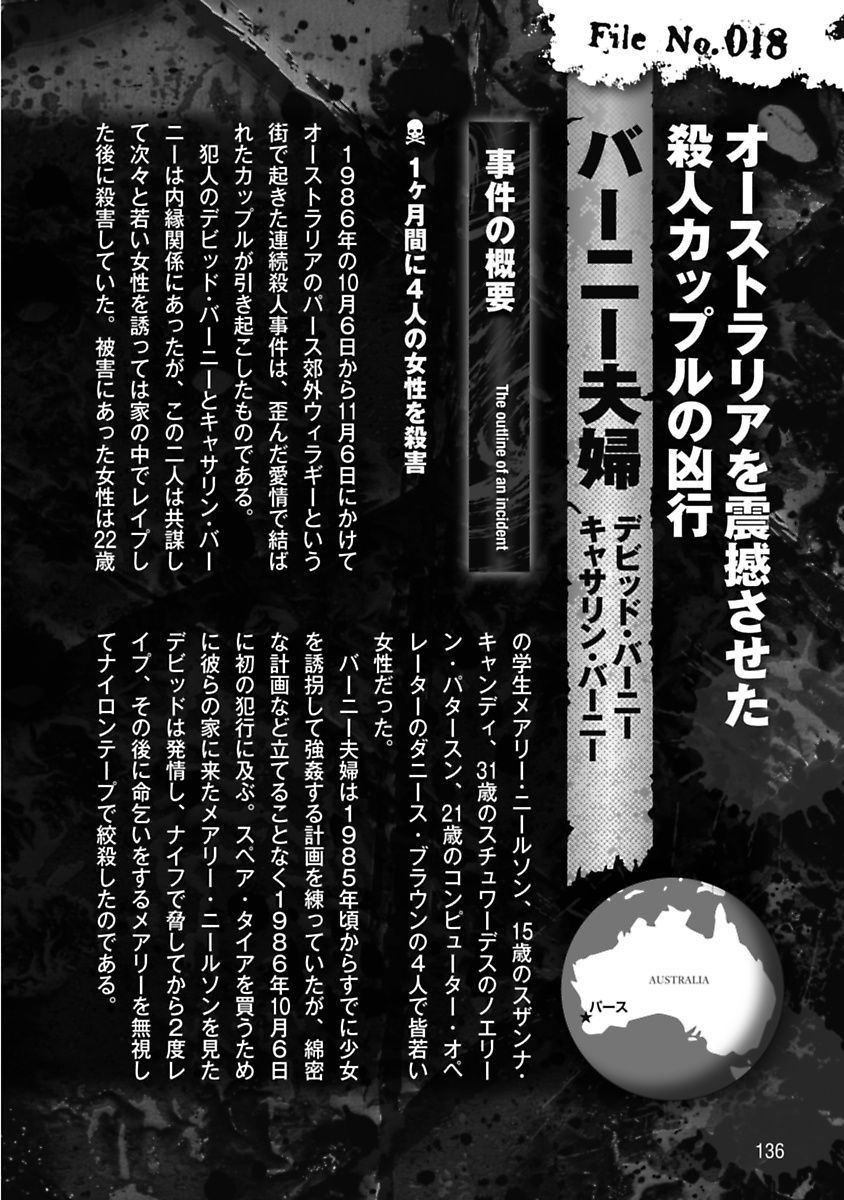 File No.018
オーストラリアを震撼させた
殺人カップルの凶行
バーニー夫婦
デビッド・バーニー
キャサリン・バーニー
AUSTRALIA
パース
事件の概要
The outline of an incident
1ヶ月間に4人の女性を殺害
1986年の10月6日から11月6日にかけて
オーストラリアのパース郊外ウィラギーという
街で起きた連続殺人事件は、歪んだ愛情で結ば
れたカップルが引き起こしたものである。
犯人のデビッド・バーニーとキャサリン・バー
ニーは内縁関係にあったが、この二人は共謀し
て次々と若い女性を誘っては家の中でレイプし
た後に殺害していた。被害にあった女性は22歳
の学生メアリー・ニールソン、15歳のスザンナ・
キャンディ、31歳のスチュワーデスのノエリー
ン・パタースン、21歳のコンピューター・オペ
レーターのダニース・ブラウンの4人で皆若い
女性だった。
バーニー夫婦は1985年頃からすでに少女
を誘拐して強姦する計画を練っていたが、綿密
な計画など立てることなく1986年10月6日
に初の犯行に及ぶ。スペア・タイアを買うため
に彼らの家に来たメアリー・ニールソンを見た
デビッドは発情し、ナイフで脅してから2度レ
イプ、その後に命乞いをするメアリーを無視し
てナイロンテープで絞殺したのである。
136